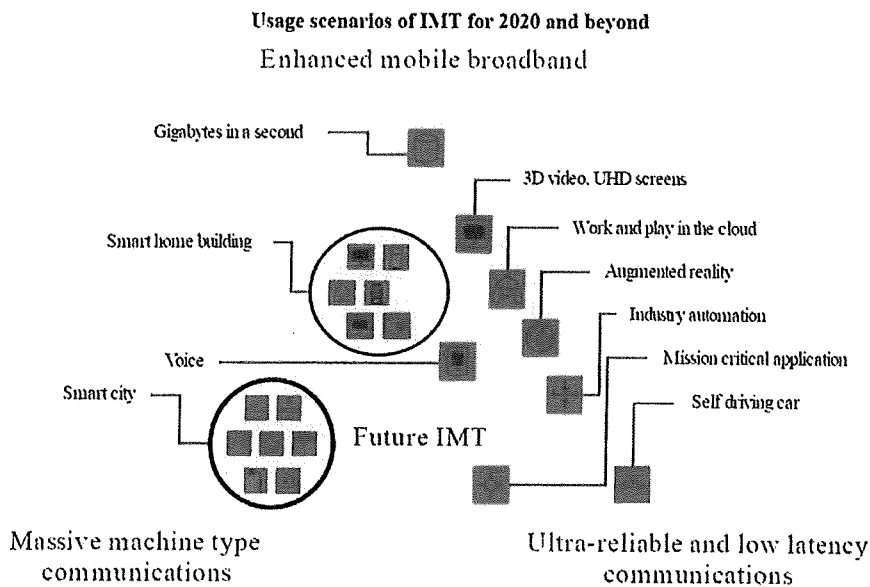 Usage scenarios of IMT for 2020 and beyond
Enhanced mobile broadband
Gigabytes in a second
3D video, UHD screens
Work and play in the cloud
Smart home building
Augmented reality
Industry automation
Voice
Mission critical application
Smart city
Self driving car
Future IMT
Massive machine type
communications
Ultra-reliable and low latency
communications